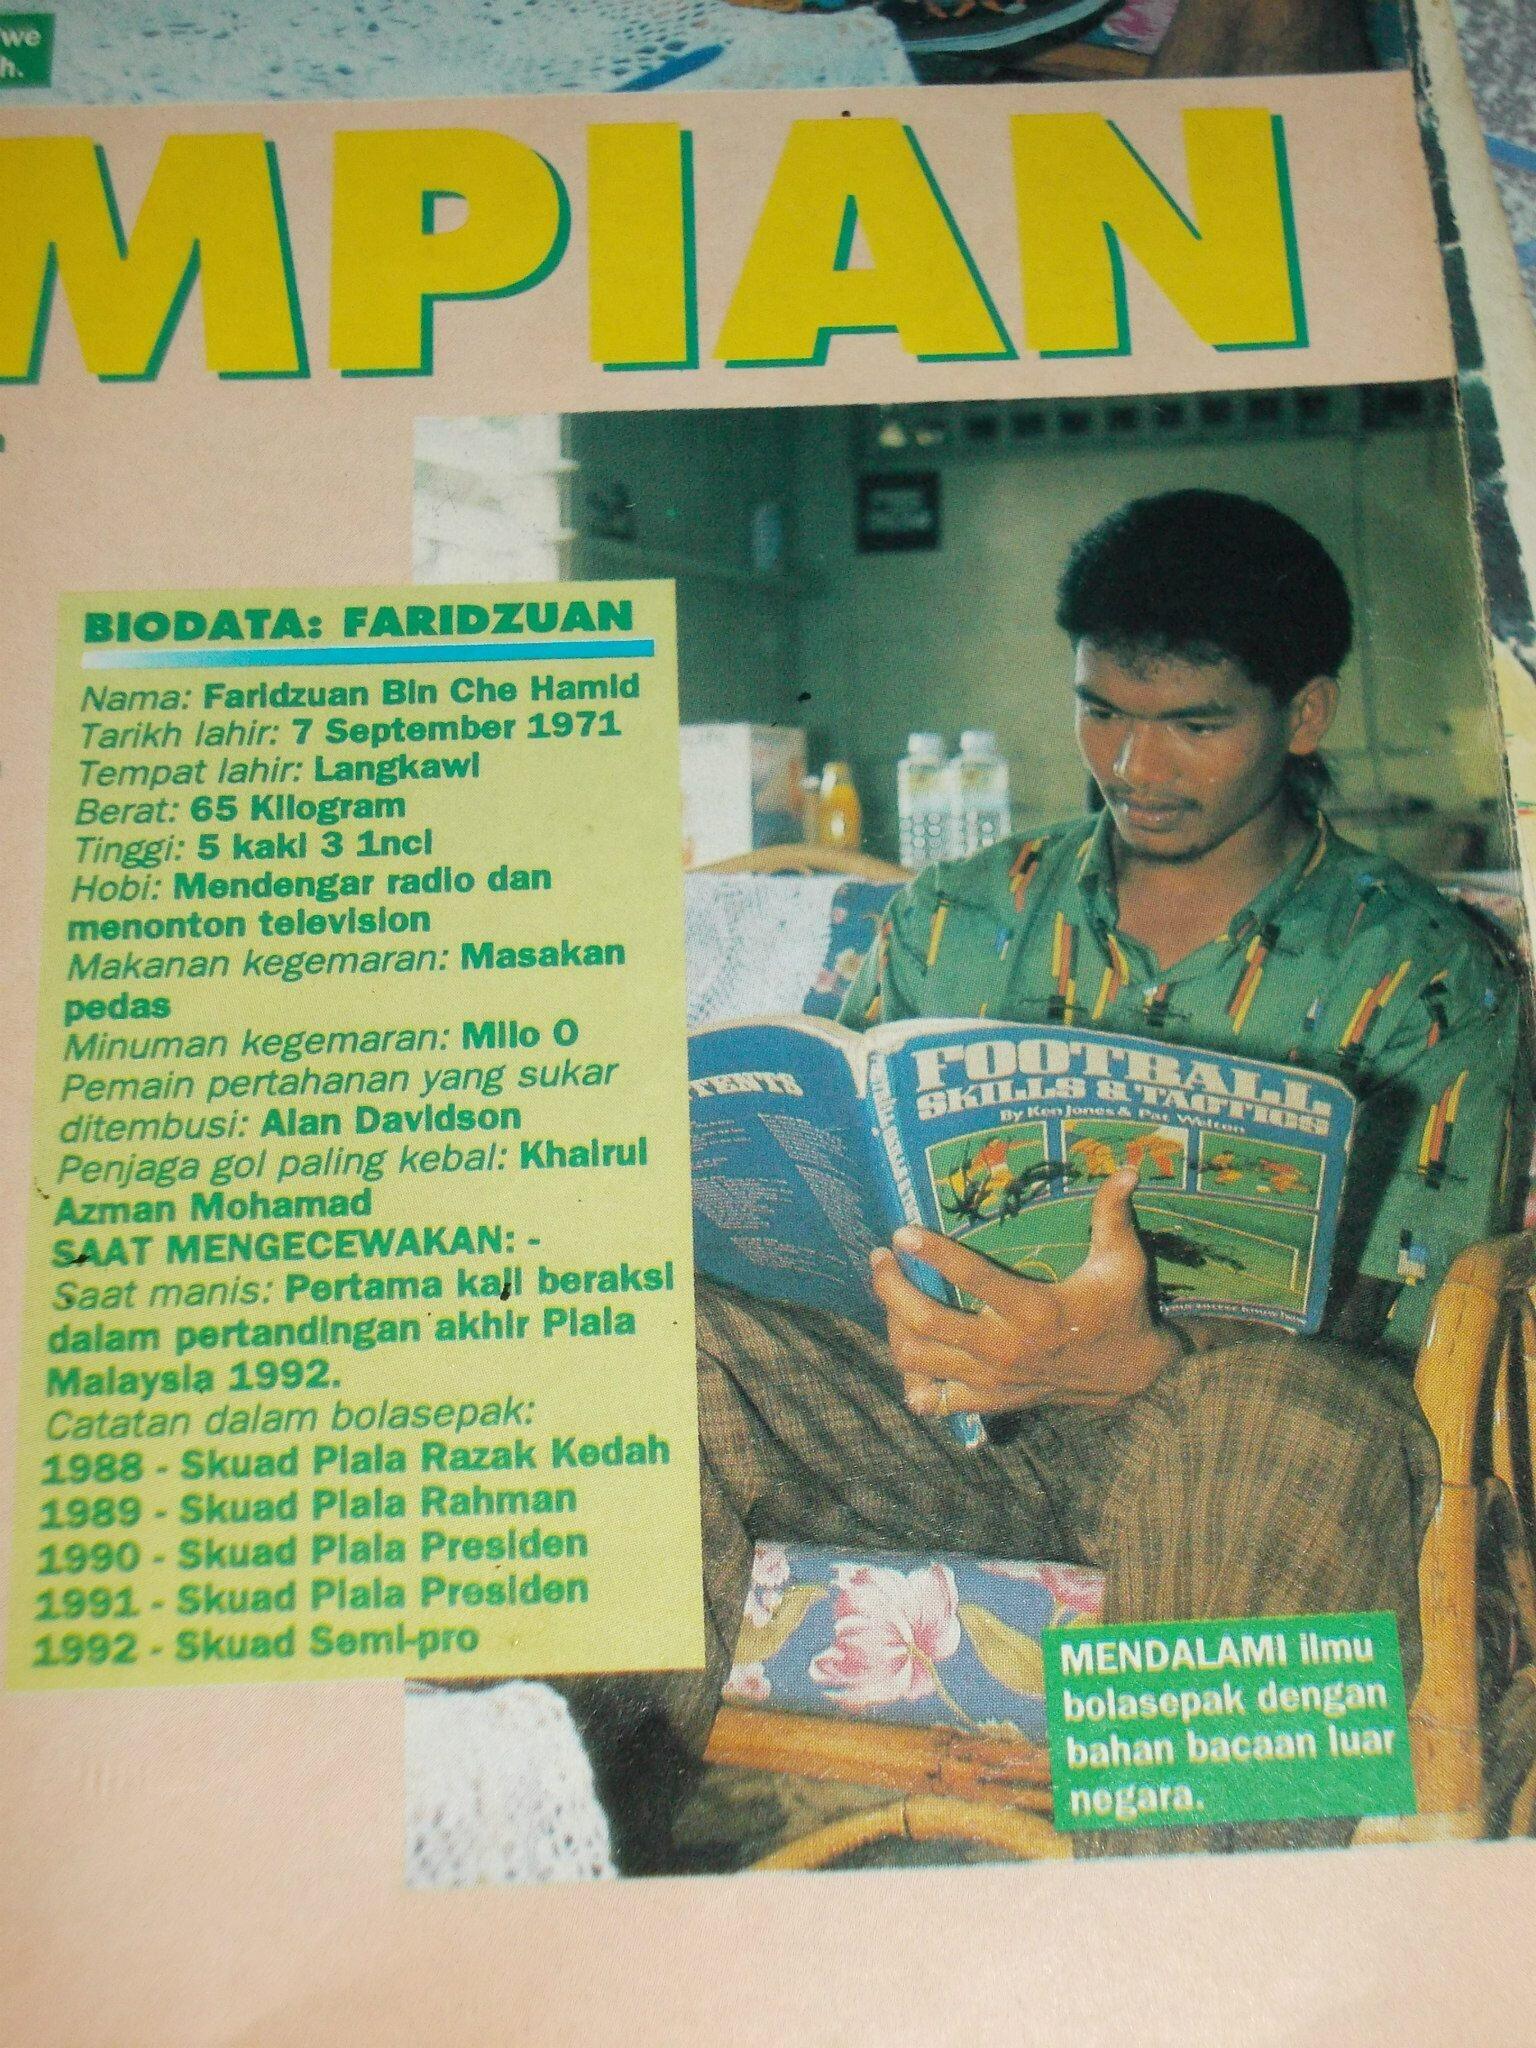 we
h.
MPIAN
BIODATA: FARIDZUAN
Nama: Faridzuan Bin Che Hamid
Tarikh lahir: 7 September 1971
Tempat lahir: Langkawi
Berat: 65 Kilogram
Tinggi: 5 kaki 3 1nci
Hobi: Mendengar radio dan
menonton television
Makanan kegemaran: Masakan
pedas
Minuman kegemaran: Milo O
Pemain pertahanan yang sukar
ditembusi: Alan Davidson
Penjaga gol paling kebal: Khairul
Azman Mohamad
SAAT MENGECEWAKAN: -
Saat manis: Pertama kali beraksi
dalam pertandingan akhir Piala
Malaysia 1992.
Catatan dalam bolasepak:
1988 - Skuad Piala Razak Kedah
1989 - Skuad Piala Rahman
1990 - Skuad Piala Presiden
1991 - Skuad Piala Presiden
1992 - Skuad Semi-pro
TENTS
FOOTBALL
SKILLS & TACTICS
By Ken Jones & Pat Welton
MENDALAMI ilmu
bolasepak dengan
bahan bacaan luar
negara.